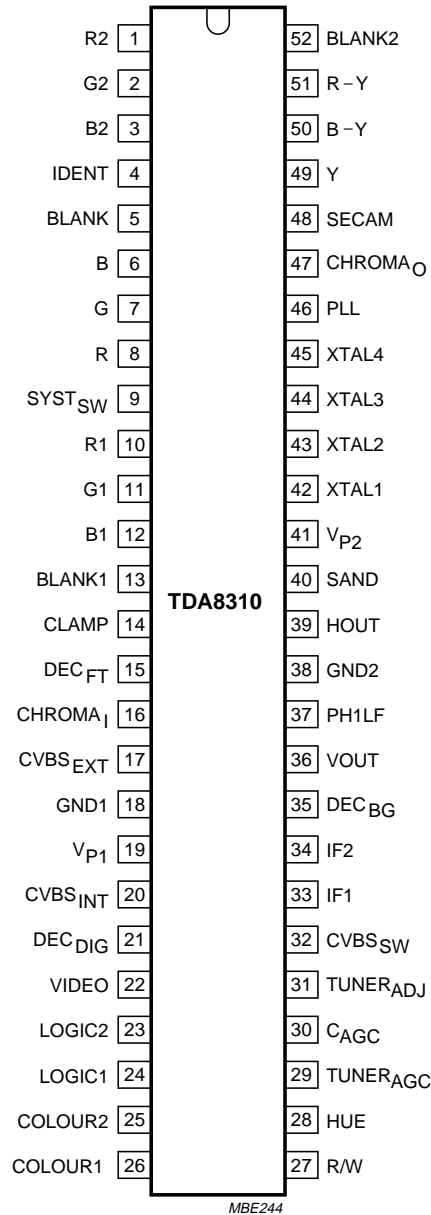 R2 1 52 BLANK2
G2 2 51 R−Y
B2 3 50 B−Y
IDENT 4 49 Y
BLANK 5 48 SECAM
B 6 47 CHROMAO
G 7 46 PLL
R 8 45 XTAL4
SYSTSW 9 44 XTAL3
R1 10 43 XTAL2
G1 11 42 XTAL1
B1 12 41 VP2
BLANK1 13 40 SAND
TDA8310
CLAMP 14 39 HOUT
DECFT 15 38 GND2
CHROMAI 16 37 PH1LF
CVBSEXT 17 36 VOUT
GND1 18 35 DECBG
VP1 19 34 IF2
CVBSINT 20 33 IF1
DECDIG 21 32 CVBSSW
VIDEO 22 31 TUNERADJ
LOGIC2 23 30 CAGC
LOGIC1 24 29 TUNERAGC
COLOUR2 25 28 HUE
COLOUR1 26 27 R/W
MBE244